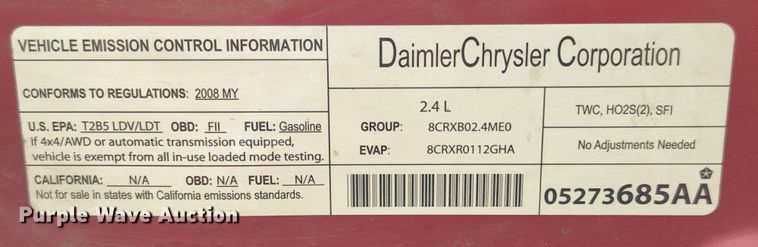 VEHICLE EMISSION CONTROL INFORMATION
DaimlerChrysler Corporation
CONFORMS TO REGULATIONS: 2008 MY
U.S. EPA: T2B5 LDV/LDT OBD: FII FUEL: Gasoline
If 4x4/AWD or automatic transmission equipped,
vehicle is exempt from all in-use loaded mode testing.
2.4 L
GROUP: 8CRXB02.4ME0
EVAP: 8CRXR0112GHA
TWC, HO2S(2), SFI
No Adjustments Needed
CALIFORNIA: N/A OBD: N/A FUEL: N/A
Not for sale in states with California emissions standards.
05273685AA
Purple Wave Auction